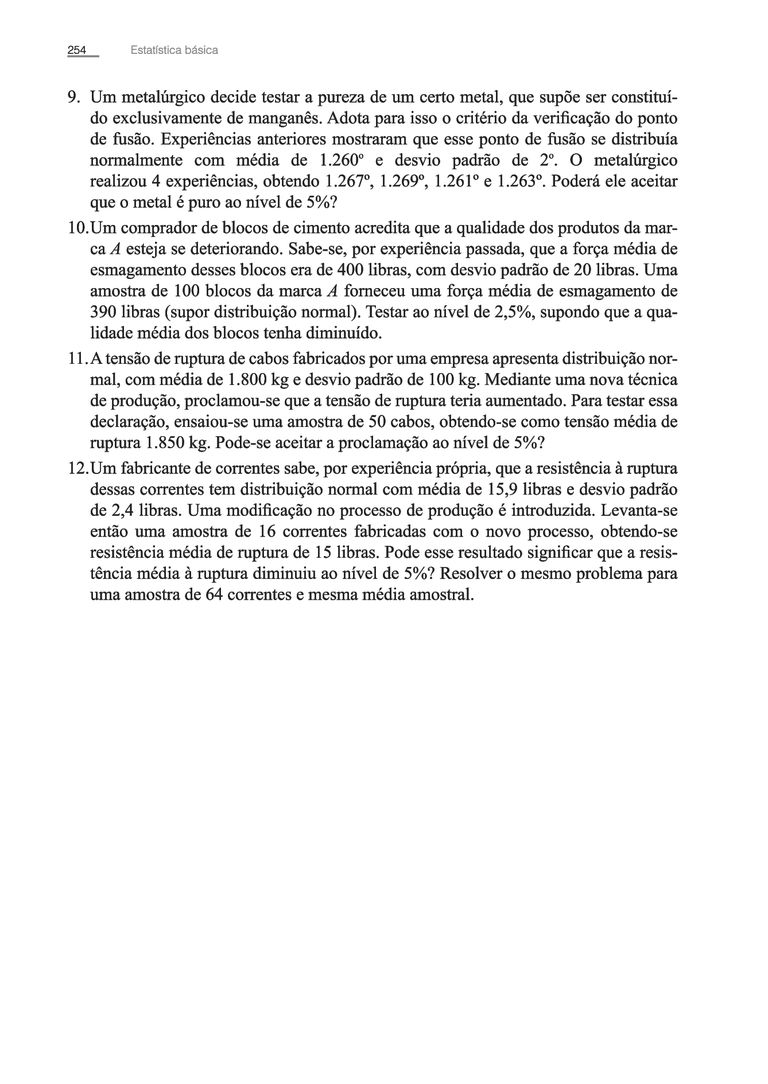 254 Estatística básica
9. Um metalúrgico decide testar a pureza de um certo metal, que supõe ser constituí-
do exclusivamente de manganês. Adota para isso o critério da verificação do ponto
de fusão. Experiências anteriores mostraram que esse ponto de fusão se distribuía
normalmente com média de 1.260º e desvio padrão de 2º. O metalúrgico
realizou 4 experiências, obtendo 1.267º, 1.269º, 1.261º e 1.263º. Poderá ele aceitar
que o metal é puro ao nível de 5%?
10.Um comprador de blocos de cimento acredita que a qualidade dos produtos da mar-
ca A esteja se deteriorando. Sabe-se, por experiência passada, que a força média de
esmagamento desses blocos era de 400 libras, com desvio padrão de 20 libras. Uma
amostra de 100 blocos da marca A forneceu uma força média de esmagamento de
390 libras (supor distribuição normal). Testar ao nível de 2,5%, supondo que a qua-
lidade média dos blocos tenha diminuído.
11.A tensão de ruptura de cabos fabricados por uma empresa apresenta distribuição nor-
mal, com média de 1.800 kg e desvio padrão de 100 kg. Mediante uma nova técnica
de produção, proclamou-se que a tensão de ruptura teria aumentado. Para testar essa
declaração, ensaiou-se uma amostra de 50 cabos, obtendo-se como tensão média de
ruptura 1.850 kg. Pode-se aceitar a proclamação ao nível de 5%?
12.Um fabricante de correntes sabe, por experiência própria, que a resistência à ruptura
dessas correntes tem distribuição normal com média de 15,9 libras e desvio padrão
de 2,4 libras. Uma modificação no processo de produção é introduzida. Levanta-se
então uma amostra de 16 correntes fabricadas com o novo processo, obtendo-se
resistência média de ruptura de 15 libras. Pode esse resultado significar que a resis-
tência média à ruptura diminuiu ao nível de 5%? Resolver o mesmo problema para
uma amostra de 64 correntes e mesma média amostral.